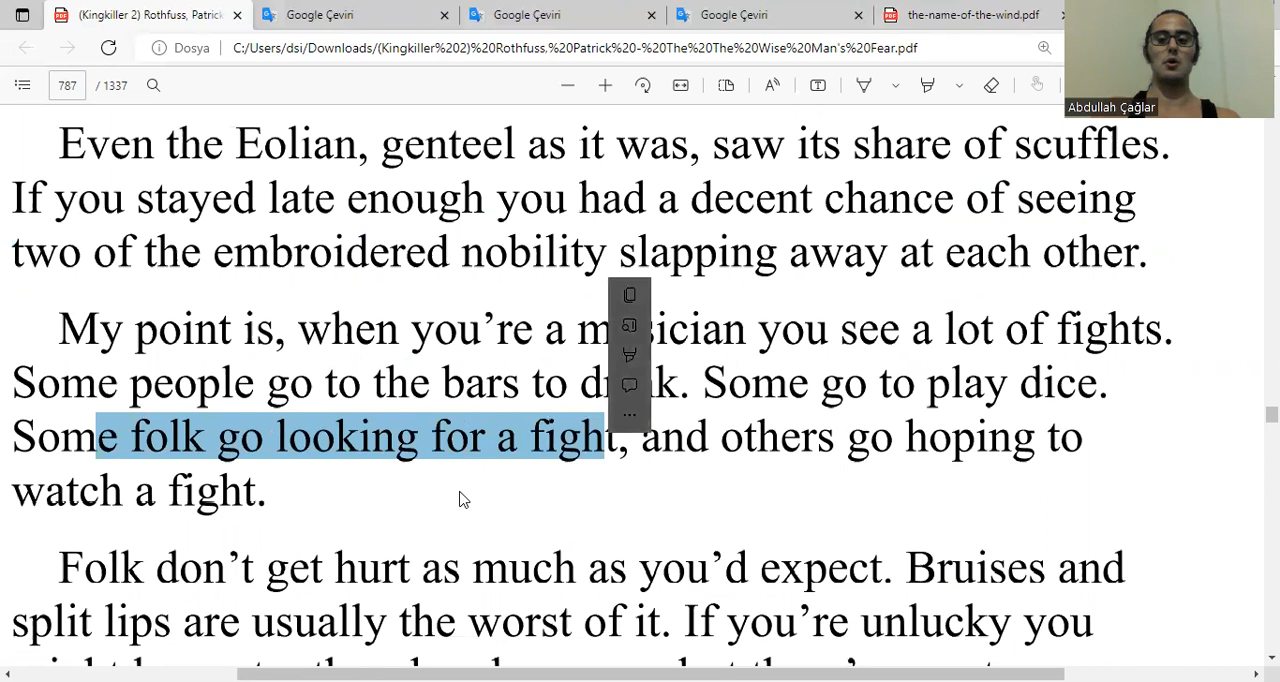 (Kingkiller 2) Rothfuss, Patrick
Google Çeviri
Google Çeviri
Google Çeviri
the-name-of-the-wind.pdf
Dosya
C:/Users/dsi/Downloads/(Kingkiller%202)%20Rothfuss,%20Patrick%20-%20The%20The%20Wise%20Man's%20Fear.pdf
787 / 1337
Abdullah Çağlar
Even the Eolian, genteel as it was, saw its share of scuffles.
If you stayed late enough you had a decent chance of seeing
two of the embroidered nobility slapping away at each other.
My point is, when you’re a musician you see a lot of fights.
Some people go to the bars to drink. Some go to play dice.
Some folk go looking for a fight, and others go hoping to
watch a fight.
Folk don’t get hurt as much as you’d expect. Bruises and
split lips are usually the worst of it. If you’re unlucky you